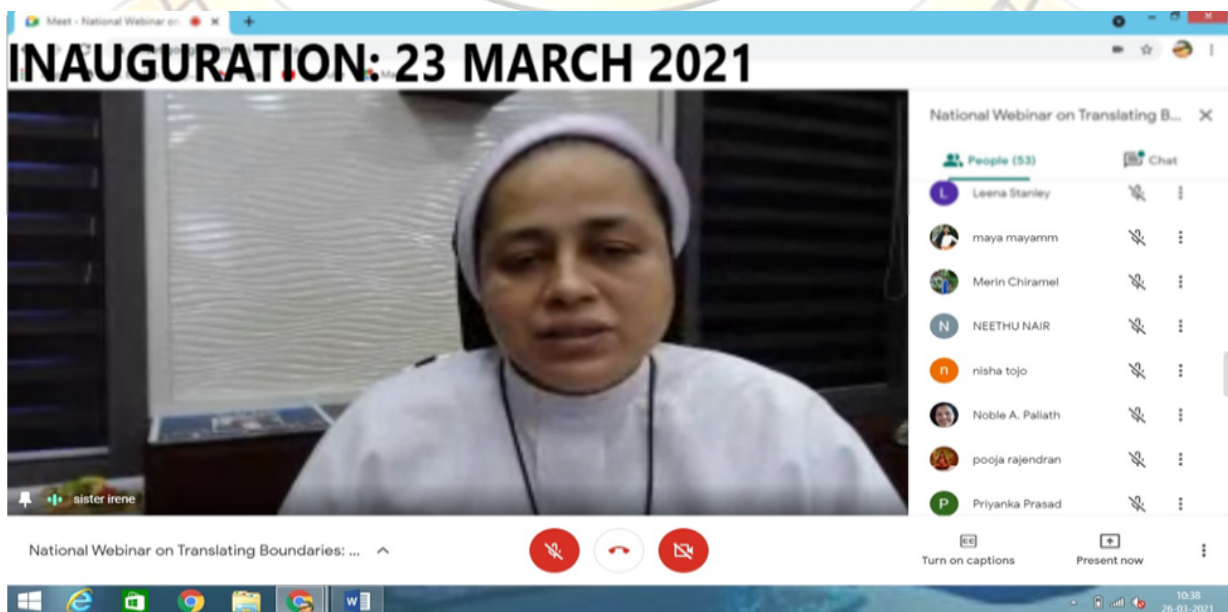 Meet - National Webinar on
INAUGURATION: 23 MARCH 2021
National Webinar on Translating B...
People (53)
Chat
L
Leena Stanley
maya mayamm
Merin Chiramel
N
NEETHU NAIR
n
nisha tojo
Noble A. Paliath
pooja rajendran
P
Priyanka Prasad
sister irene
National Webinar on Translating Boundaries: ...
CC
Turn on captions
Present now
W
10:38
26-03-2021